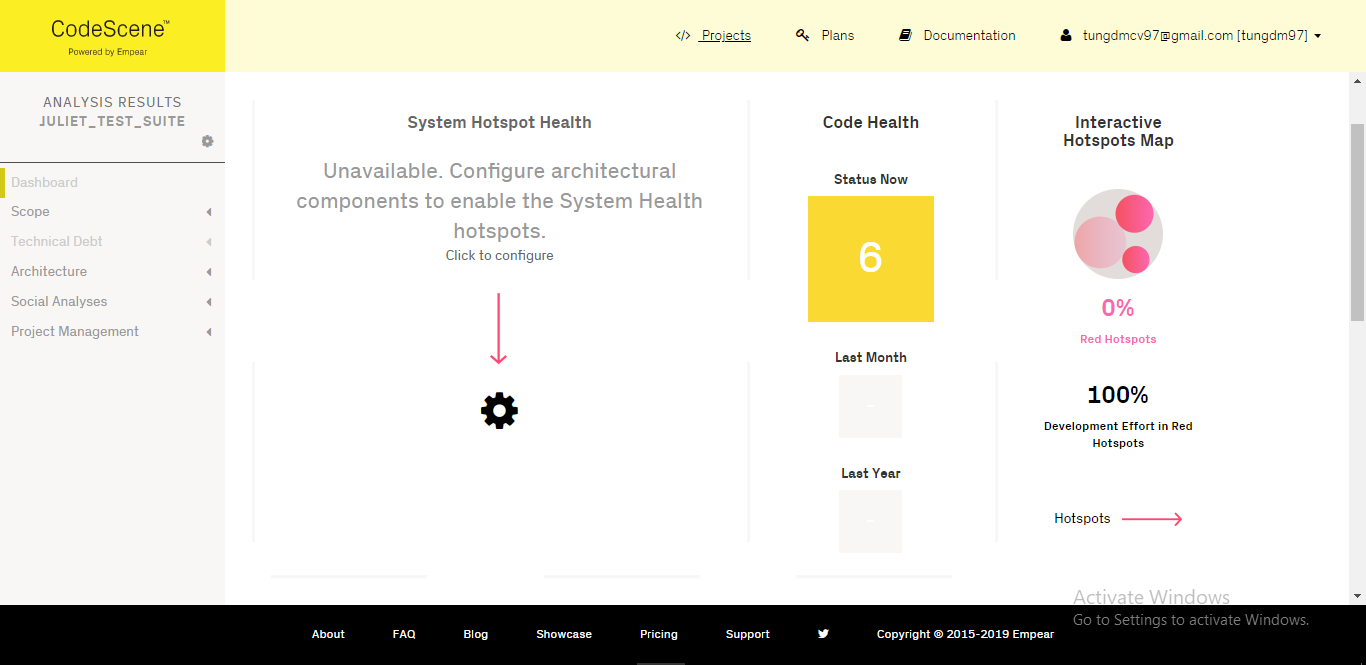 CodeScene™
Powered by Empear
Projects
Plans
Documentation
tungdmcv97@gmail.com [tungdm97]
ANALYSIS RESULTS
JULIET_TEST_SUITE
Dashboard
Scope
Technical Debt
Architecture
Social Analyses
Project Management
System Hotspot Health
Unavailable. Configure architectural
components to enable the System Health
hotspots.
Click to configure
Code Health
Status Now
6
Last Month
-
Last Year
-
Interactive
Hotspots Map
0%
Red Hotspots
100%
Development Effort in Red
Hotspots
Hotspots
Activate Windows
Go to Settings to activate Windows.
About
FAQ
Blog
Showcase
Pricing
Support
Copyright © 2015-2019 Empear